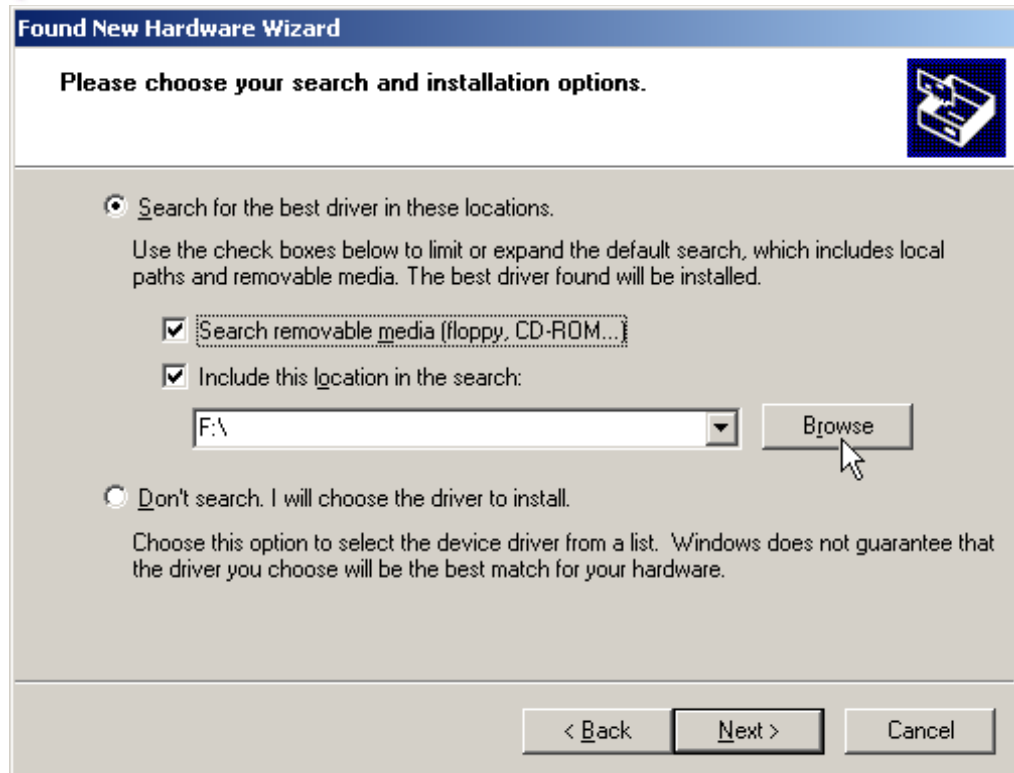 Found New Hardware Wizard
Please choose your search and installation options.
Search for the best driver in these locations.
Use the check boxes below to limit or expand the default search, which includes local
paths and removable media. The best driver found will be installed.
Search removable media (floppy, CD-ROM...)
Include this location in the search:
F:\
Browse
Don't search. I will choose the driver to install.
Choose this option to select the device driver from a list.  Windows does not guarantee that
the driver you choose will be the best match for your hardware.
< Back
Next >
Cancel